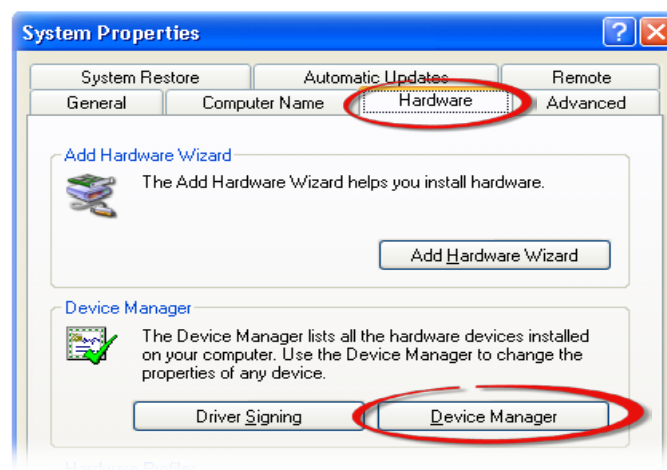 System Properties
System Restore
Automatic Updates
Remote
General
Computer Name
Hardware
Advanced
Add Hardware Wizard
The Add Hardware Wizard helps you install hardware.
Add Hardware Wizard
Device Manager
The Device Manager lists all the hardware devices installed
on your computer. Use the Device Manager to change the
properties of any device.
Driver Signing
Device Manager
Hardware Profiles